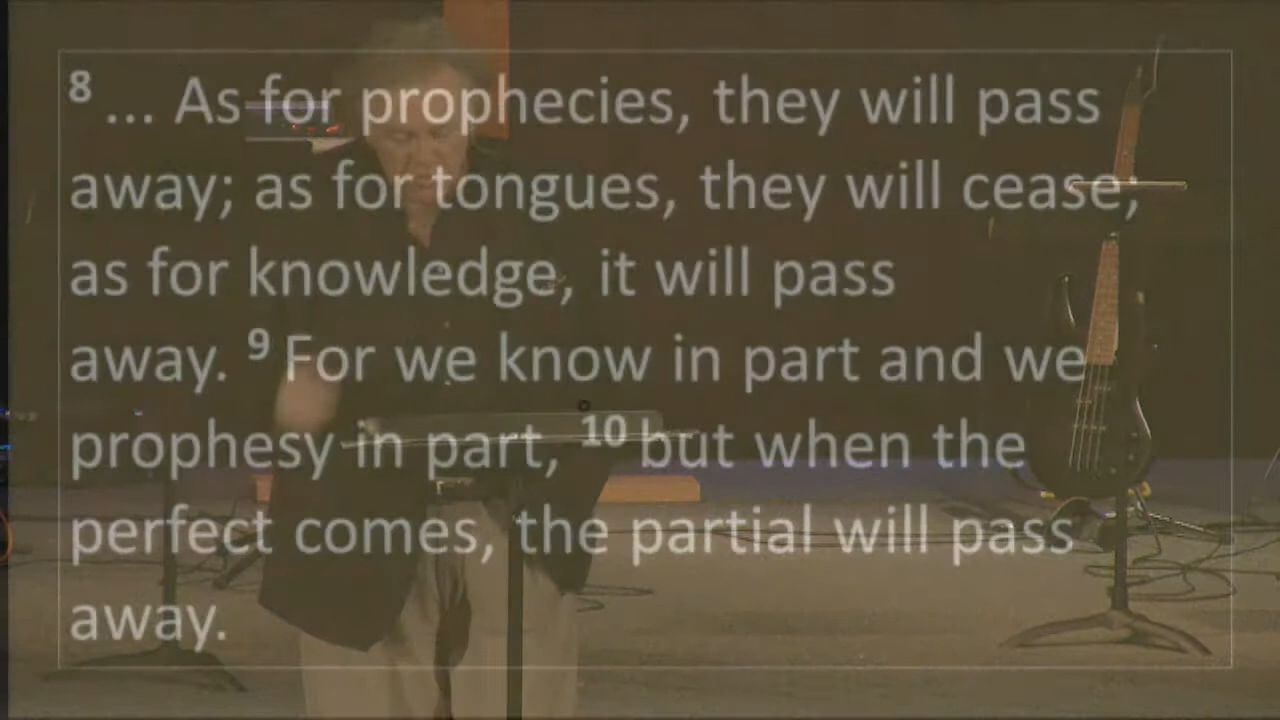 8 ... As for prophecies, they will pass
away; as for tongues, they will cease;
as for knowledge, it will pass
away. 9 For we know in part and we
prophesy in part, 10 but when the
perfect comes, the partial will pass
away.